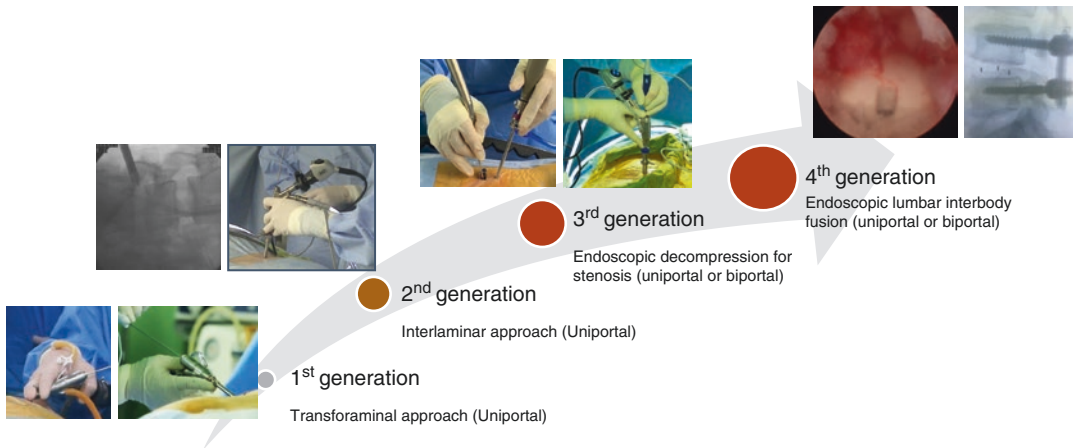 4th generation
Endoscopic lumbar interbody
fusion (uniportal or biportal)
3rd generation
Endoscopic decompression for
stenosis (uniportal or biportal)
2nd generation
Interlaminar approach (Uniportal)
1st generation
Transforaminal approach (Uniportal)